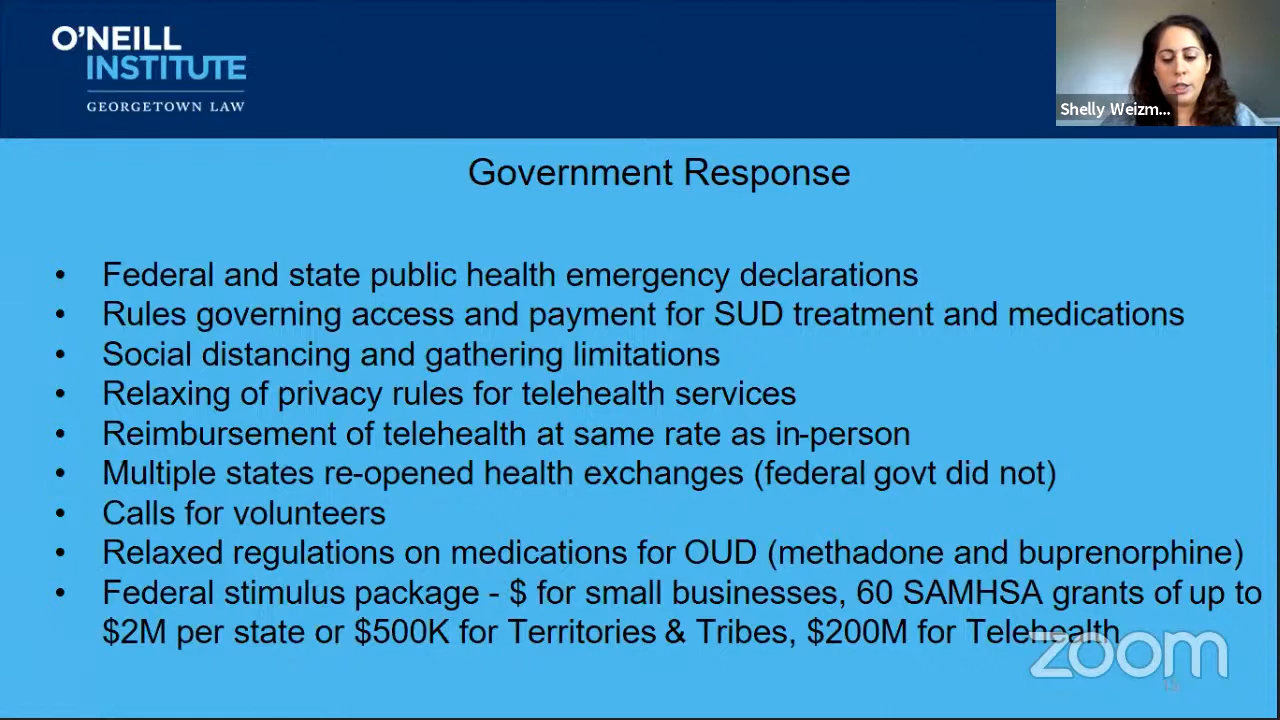 O'NEILL
INSTITUTE
GEORGETOWN LAW
Shelly Weizm...
Government Response
• Federal and state public health emergency declarations
• Rules governing access and payment for SUD treatment and medications
• Social distancing and gathering limitations
• Relaxing of privacy rules for telehealth services
• Reimbursement of telehealth at same rate as in-person
• Multiple states re-opened health exchanges (federal govt did not)
• Calls for volunteers
• Relaxed regulations on medications for OUD (methadone and buprenorphine)
• Federal stimulus package - $ for small businesses, 60 SAMHSA grants of up to
$2M per state or $500K for Territories & Tribes, $200M for Telehealth
zoom